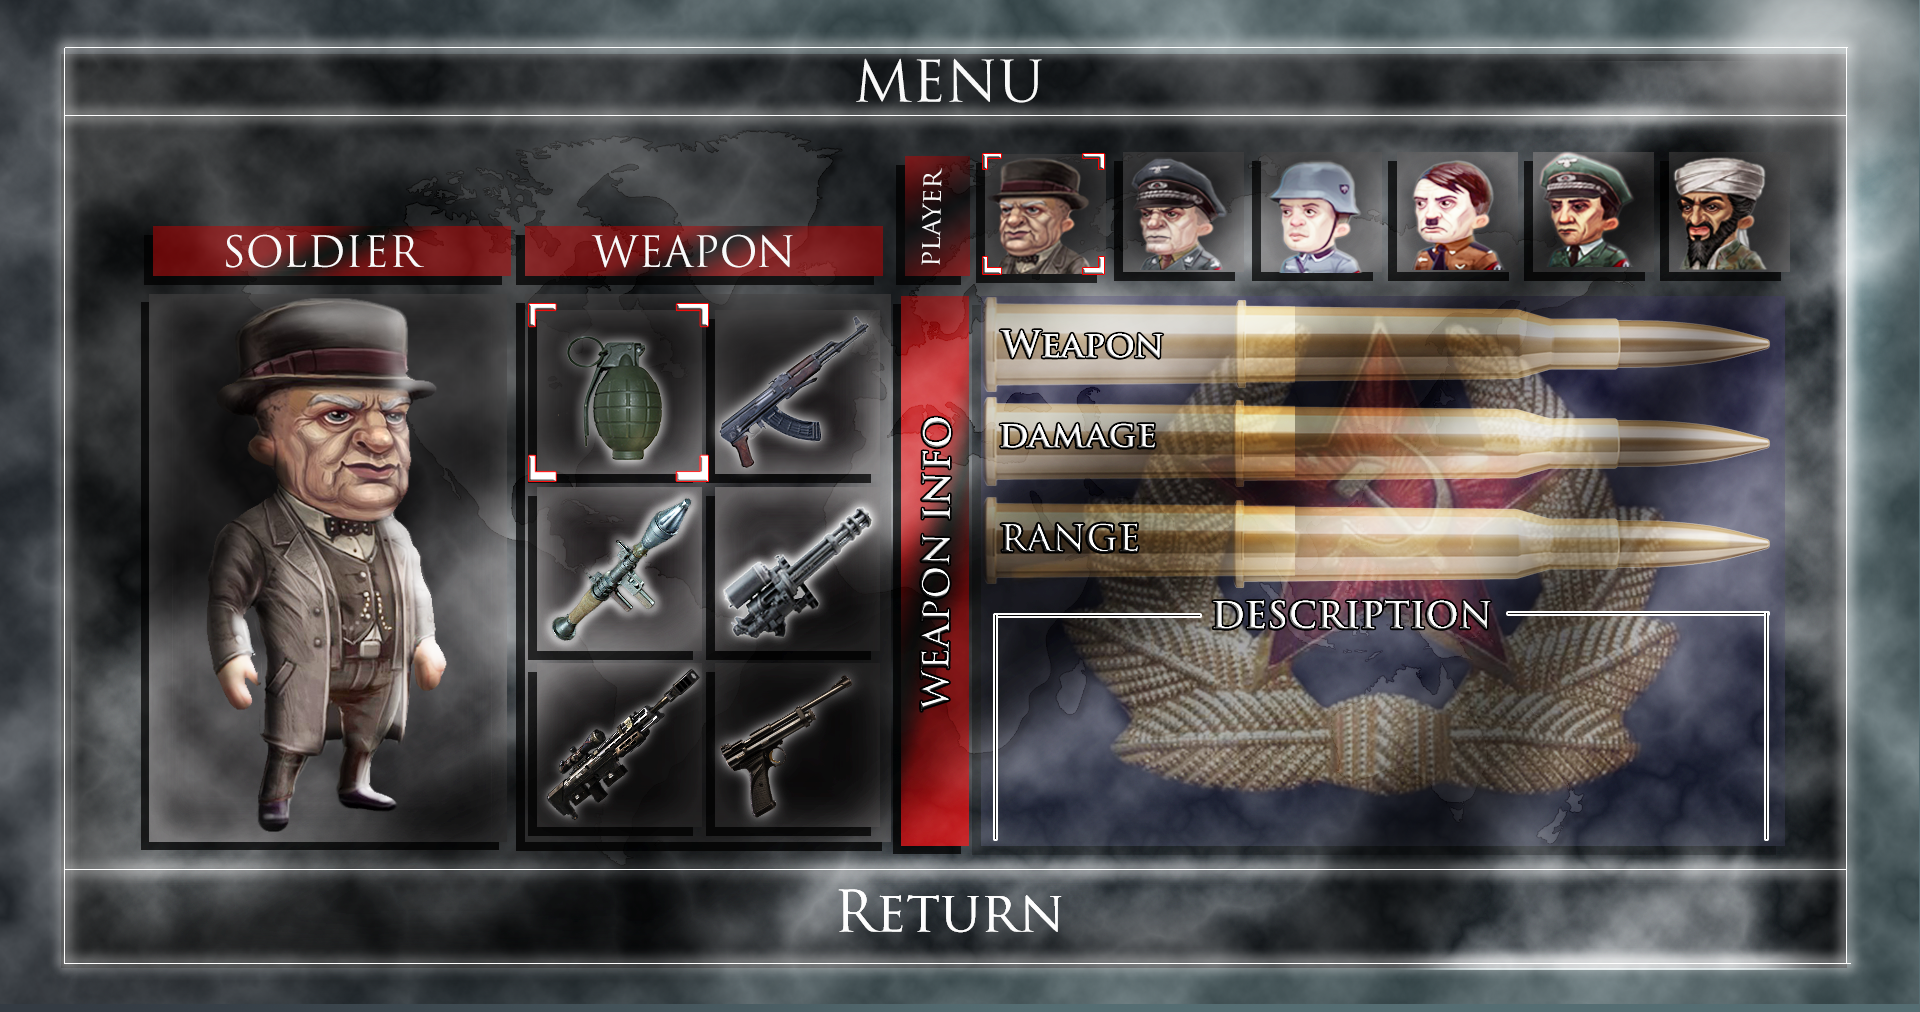 MENU
PLAYER
SOLDIER
WEAPON
WEAPON INFO
WEAPON
DAMAGE
RANGE
DESCRIPTION
RETURN